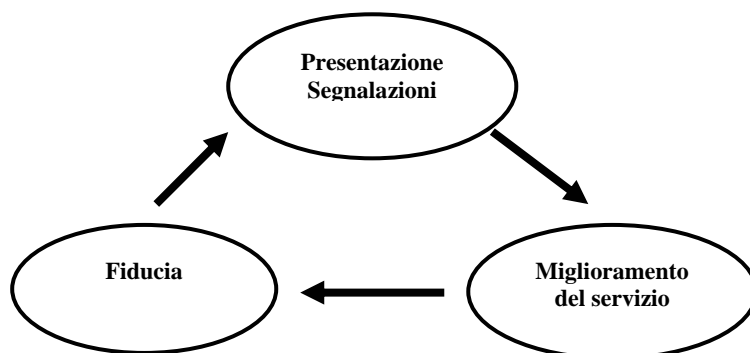 Presentazione
Segnalazioni
Fiducia
Miglioramento
del servizio